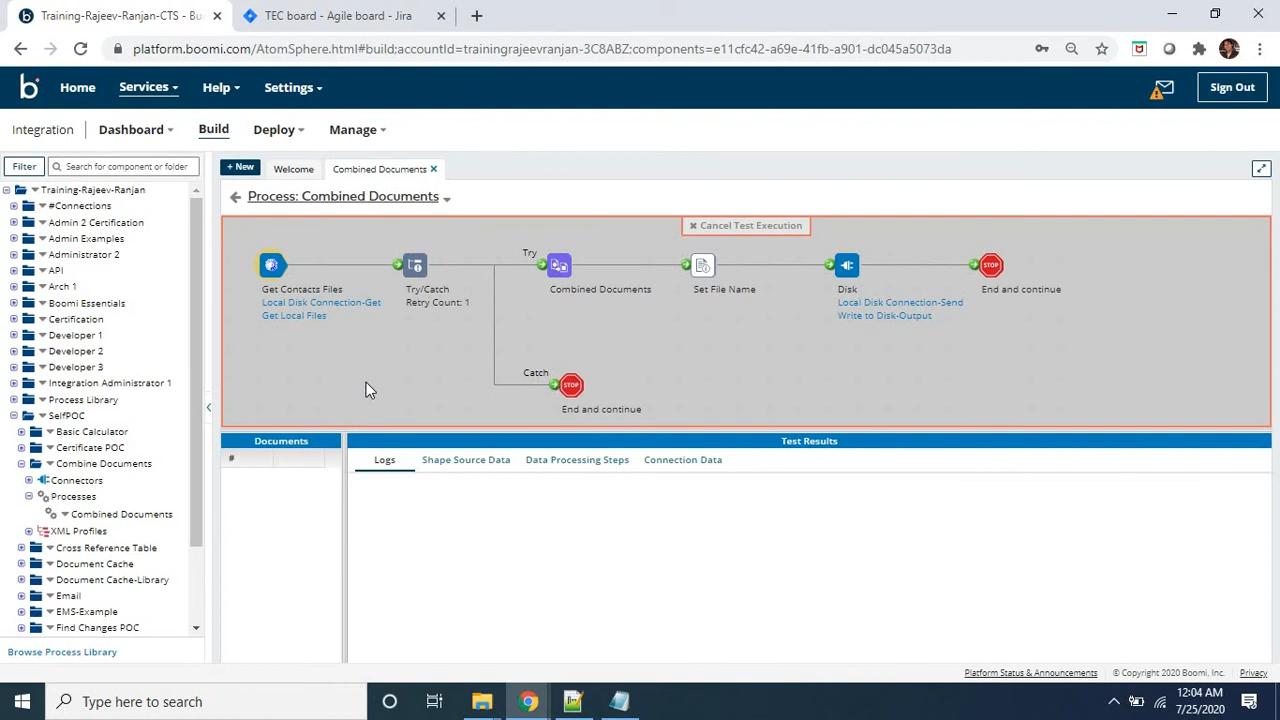 Training-Rajeev-Ranjan-CTS - Bu
TEC board - Agile board - Jira
platform.boomi.com/AtomSphere.html#build;accountId=trainingrajeevranjan-3C8ABZ;components=e11cfc42-a69e-41fb-a901-dc045a5073da
Home Services Help Settings Sign Out
Integration Dashboard Build Deploy Manage
Filter Search for component or folder
+ New Welcome Combined Documents
Process: Combined Documents
Cancel Test Execution
Training-Rajeev-Ranjan
#Connections
Admin 2 Certification
Admin Examples
Administrator 2
API
Arch 1
Boomi Essentials
Certification
Developer 1
Developer 2
Developer 3
Integration Administrator 1
Process Library
SelfPOC
Basic Calculator
Certificate POC
Combine Documents
Connectors
Processes
Combined Documents
XML Profiles
Cross Reference Table
Document Cache
Document Cache-Library
Email
EMS-Example
Find Changes POC
Browse Process Library
Get Contacts Files
Local Disk Connection-Get
Get Local Files
Try/Catch
Retry Count: 1
Try
Combined Documents
Set File Name
Disk
Local Disk Connection-Send
Write to Disk-Output
STOP
End and continue
Catch
STOP
End and continue
Documents
#
Test Results
Logs Shape Source Data Data Processing Steps Connection Data
Platform Status & Announcements © Copyright 2020 Boomi, Inc. Privacy
Type here to search
12:04 AM
7/25/2020